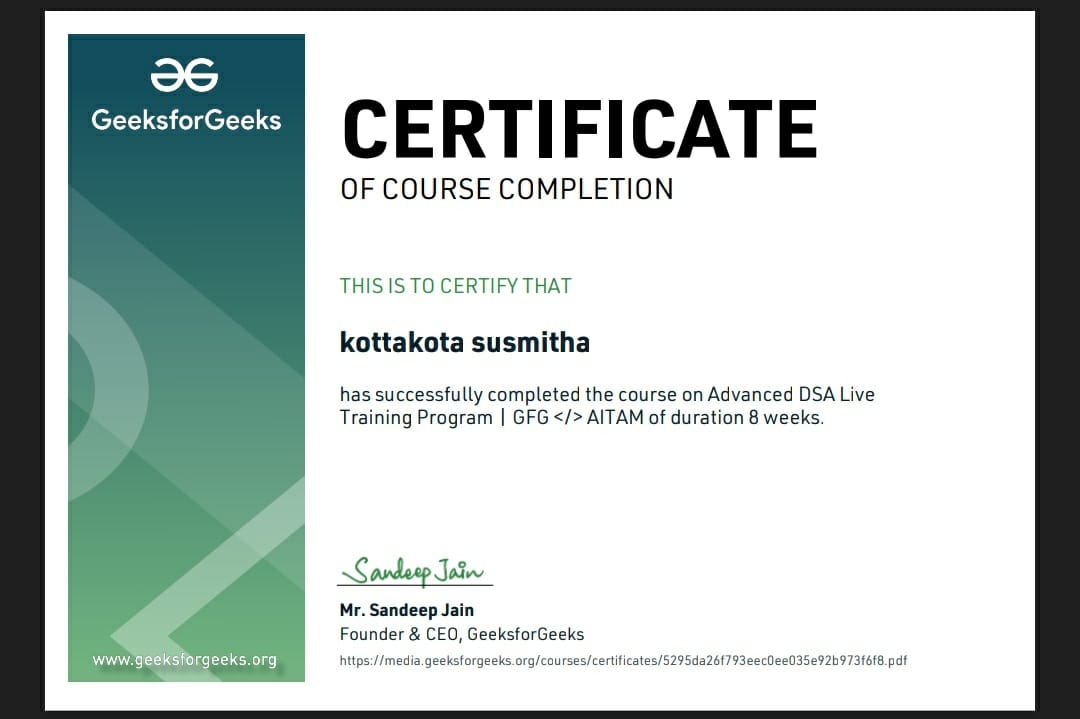 GeeksforGeeks
CERTIFICATE
OF COURSE COMPLETION
THIS IS TO CERTIFY THAT
kottakota susmitha
has successfully completed the course on Advanced DSA Live
Training Program | GFG </> AITAM of duration 8 weeks.
Sandeep Jain
Mr. Sandeep Jain
Founder & CEO, GeeksforGeeks
https://media.geeksforgeeks.org/courses/certificates/5295da26f793eec0ee035e92b973f6f8.pdf
www.geeksforgeeks.org